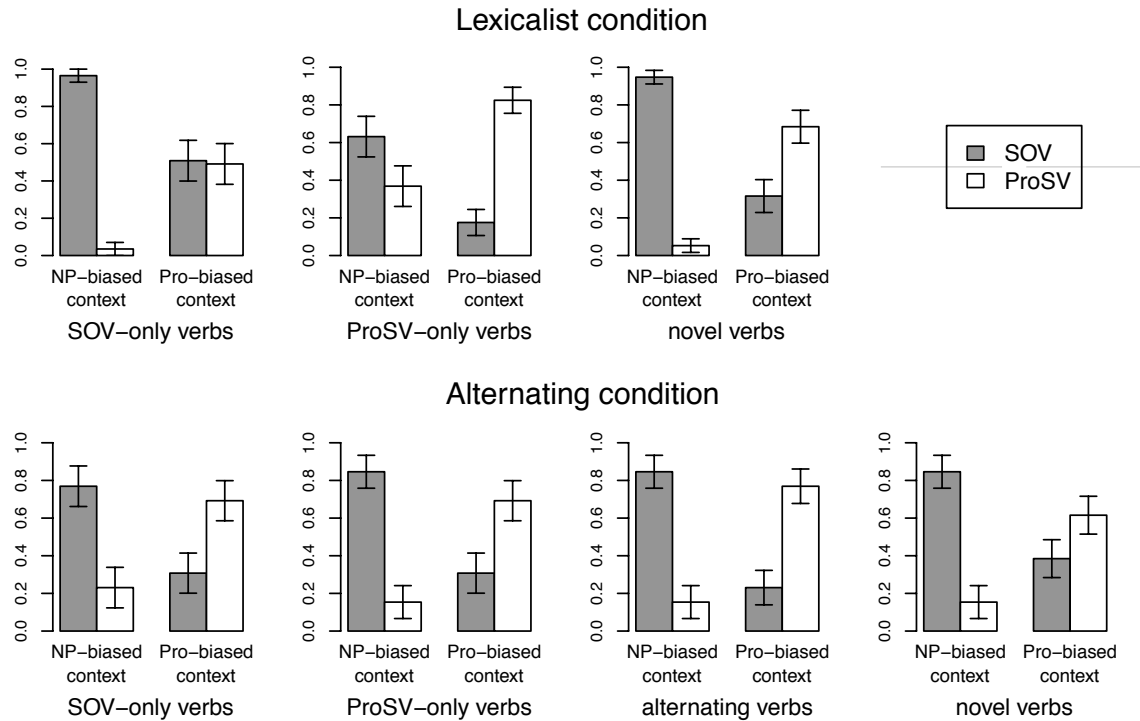 Lexicalist condition
0.0 0.2 0.4 0.6 0.8 1.0
NP−biased context
Pro−biased context
SOV−only verbs
0.0 0.2 0.4 0.6 0.8 1.0
NP−biased context
Pro−biased context
ProSV−only verbs
0.0 0.2 0.4 0.6 0.8 1.0
NP−biased context
Pro−biased context
novel verbs
SOV
ProSV
Alternating condition
0.0 0.2 0.4 0.6 0.8 1.0
NP−biased context
Pro−biased context
SOV−only verbs
0.0 0.2 0.4 0.6 0.8 1.0
NP−biased context
Pro−biased context
ProSV−only verbs
0.0 0.2 0.4 0.6 0.8 1.0
NP−biased context
Pro−biased context
alternating verbs
0.0 0.2 0.4 0.6 0.8 1.0
NP−biased context
Pro−biased context
novel verbs